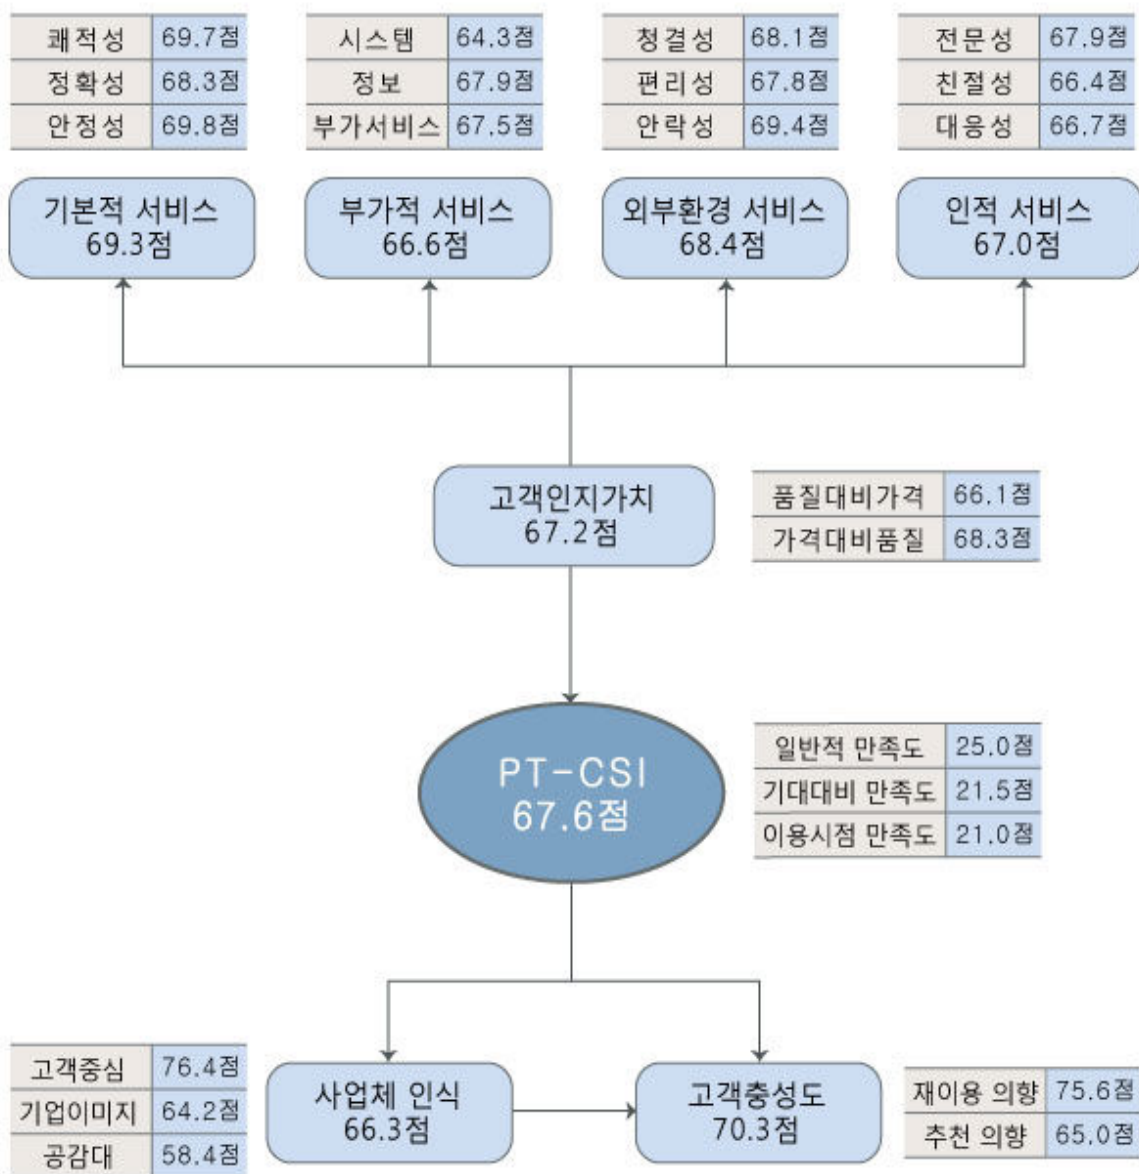 쾌적성 69.7점
정확성 68.3점
안정성 69.8점
시스템 64.3점
정보 67.9점
부가서비스 67.5점
청결성 68.1점
편리성 67.8점
안락성 69.4점
전문성 67.9점
친절성 66.4점
대응성 66.7점
기본적 서비스
69.3점
부가적 서비스
66.6점
외부환경 서비스
68.4점
인적 서비스
67.0점
고객인지가치
67.2점
품질대비가격 66.1점
가격대비품질 68.3점
PT-CSI
67.6점
일반적 만족도 25.0점
기대대비 만족도 21.5점
이용시점 만족도 21.0점
고객중심 76.4점
기업이미지 64.2점
공감대 58.4점
사업체 인식
66.3점
고객충성도
70.3점
재이용 의향 75.6점
추천 의향 65.0점